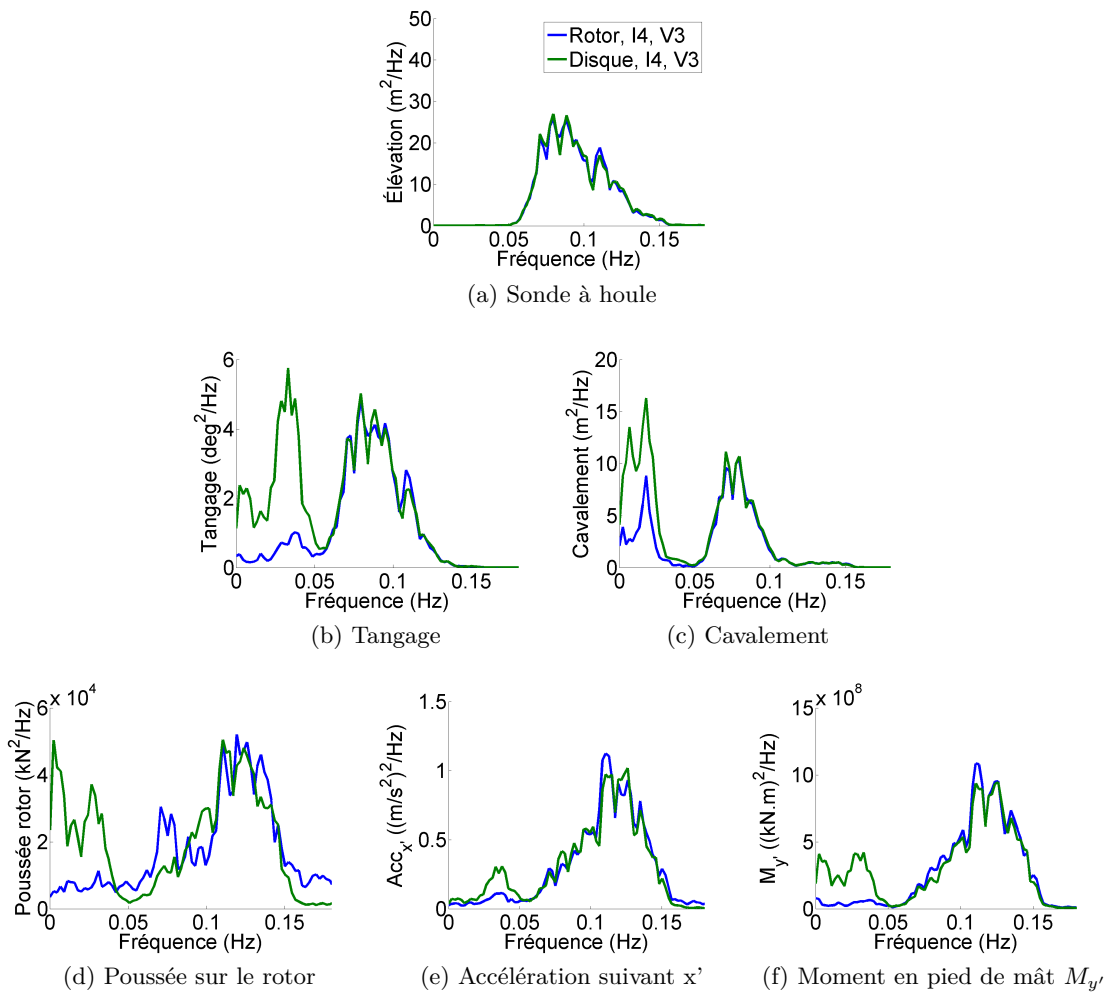 50
40
30
20
10
0
Élévation (m²/Hz)
Rotor, I4, V3
Disque, I4, V3
0 0.05 0.1 0.15
Fréquence (Hz)
(a) Sonde à houle
6
4
2
0
Tangage (deg²/Hz)
0 0.05 0.1 0.15
Fréquence (Hz)
(b) Tangage
20
15
10
5
0
Cavalement (m²/Hz)
0 0.05 0.1 0.15
Fréquence (Hz)
(c) Cavalement
x 10⁴
6
4
2
0
Poussée rotor (kN²/Hz)
0 0.05 0.1 0.15
Fréquence (Hz)
(d) Poussée sur le rotor
1.5
1
0.5
0
Acc_x' ((m/s²)²/Hz)
0 0.05 0.1 0.15
Fréquence (Hz)
(e) Accélération suivant x'
x 10⁸
15
10
5
0
M_y' ((kN.m)²/Hz)
0 0.05 0.1 0.15
Fréquence (Hz)
(f) Moment en pied de mât M_y'